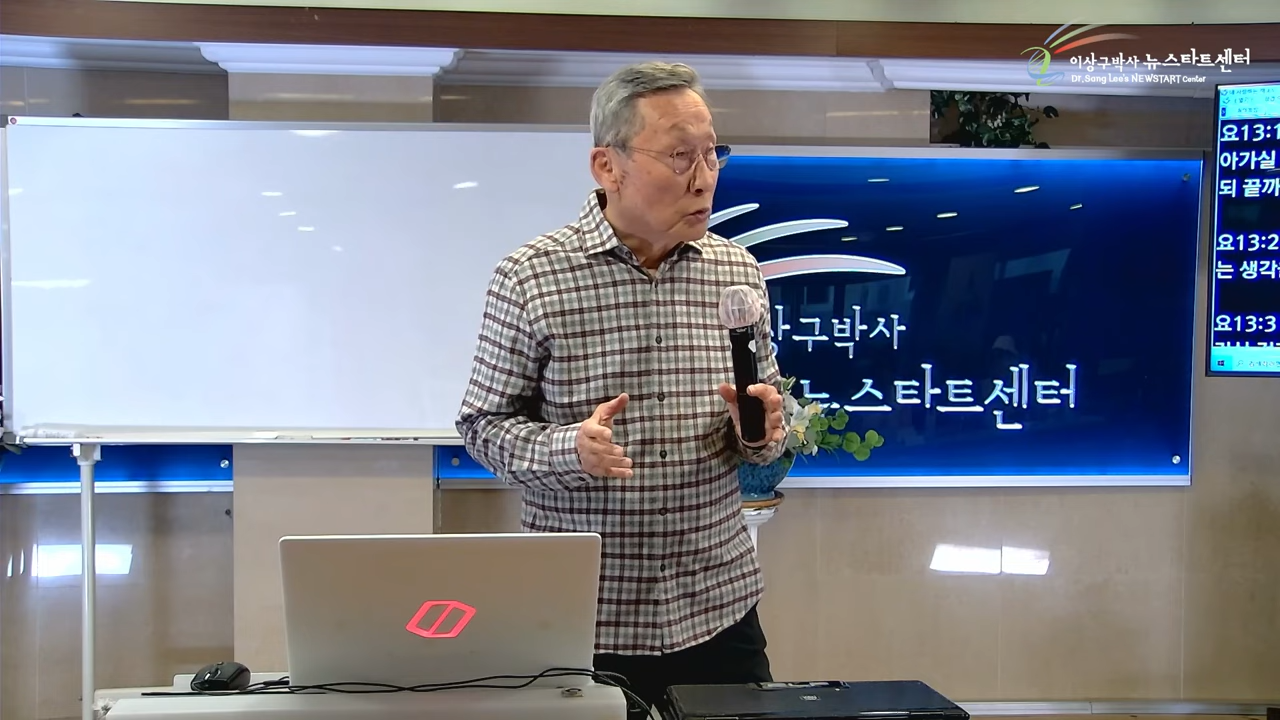 이상구박사 뉴스타트센터
Dr. Sang Lee's NEWSTART Center
요13:1
아가실
되 끝까
요13:2
는 생각
요13:3
상구박사
뉴스타트센터